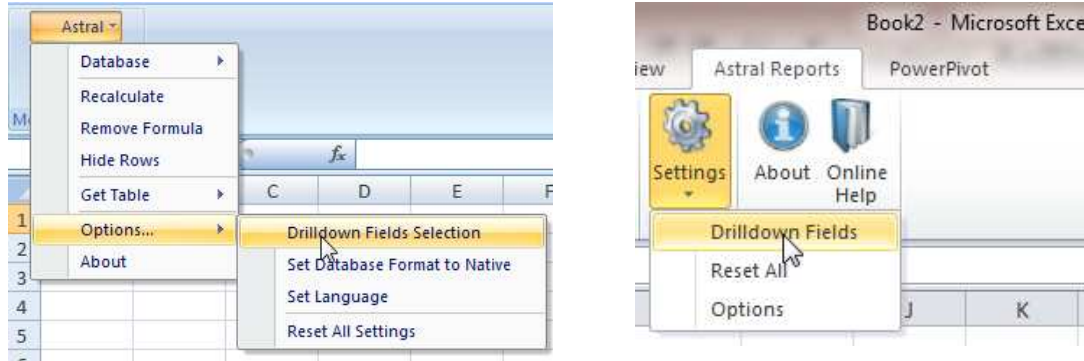 Astral
Database
Recalculate
Remove Formula
Hide Rows
Get Table
Options...
About
fx
C D E F
1
2
3
4
5
Drilldown Fields Selection
Set Database Format to Native
Set Language
Reset All Settings
Book2 - Microsoft Exce
iew Astral Reports PowerPivot
Settings About Online
Help
Drilldown Fields
Reset All
Options
J K